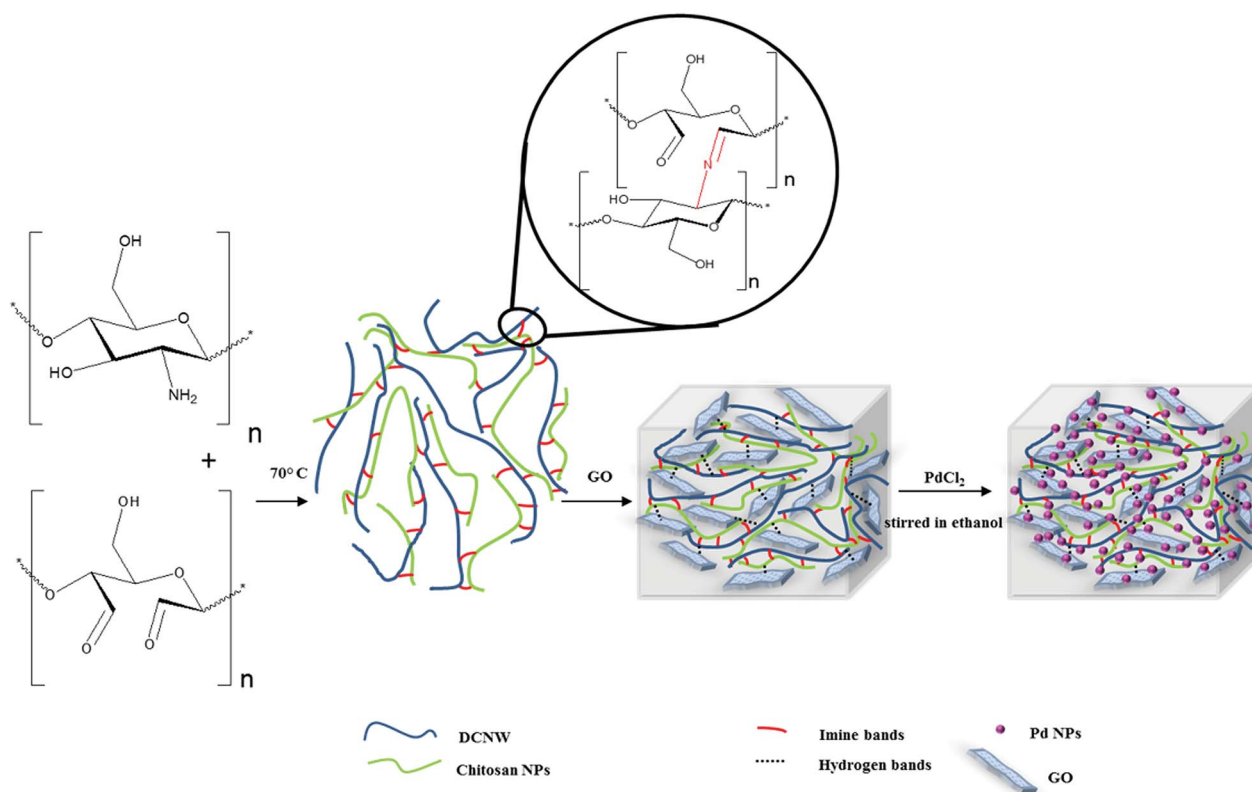 OH
O
O
*
*
O
N
O
n
HO
*
*
O
O
OH
n
OH
*
O
O
*
HO
NH₂
n
+
OH
*
O
O
*
O
O
n
70° C
GO
PdCl₂
stirred in ethanol
DCNW
Chitosan NPs
Imine bands
Hydrogen bands
Pd NPs
GO